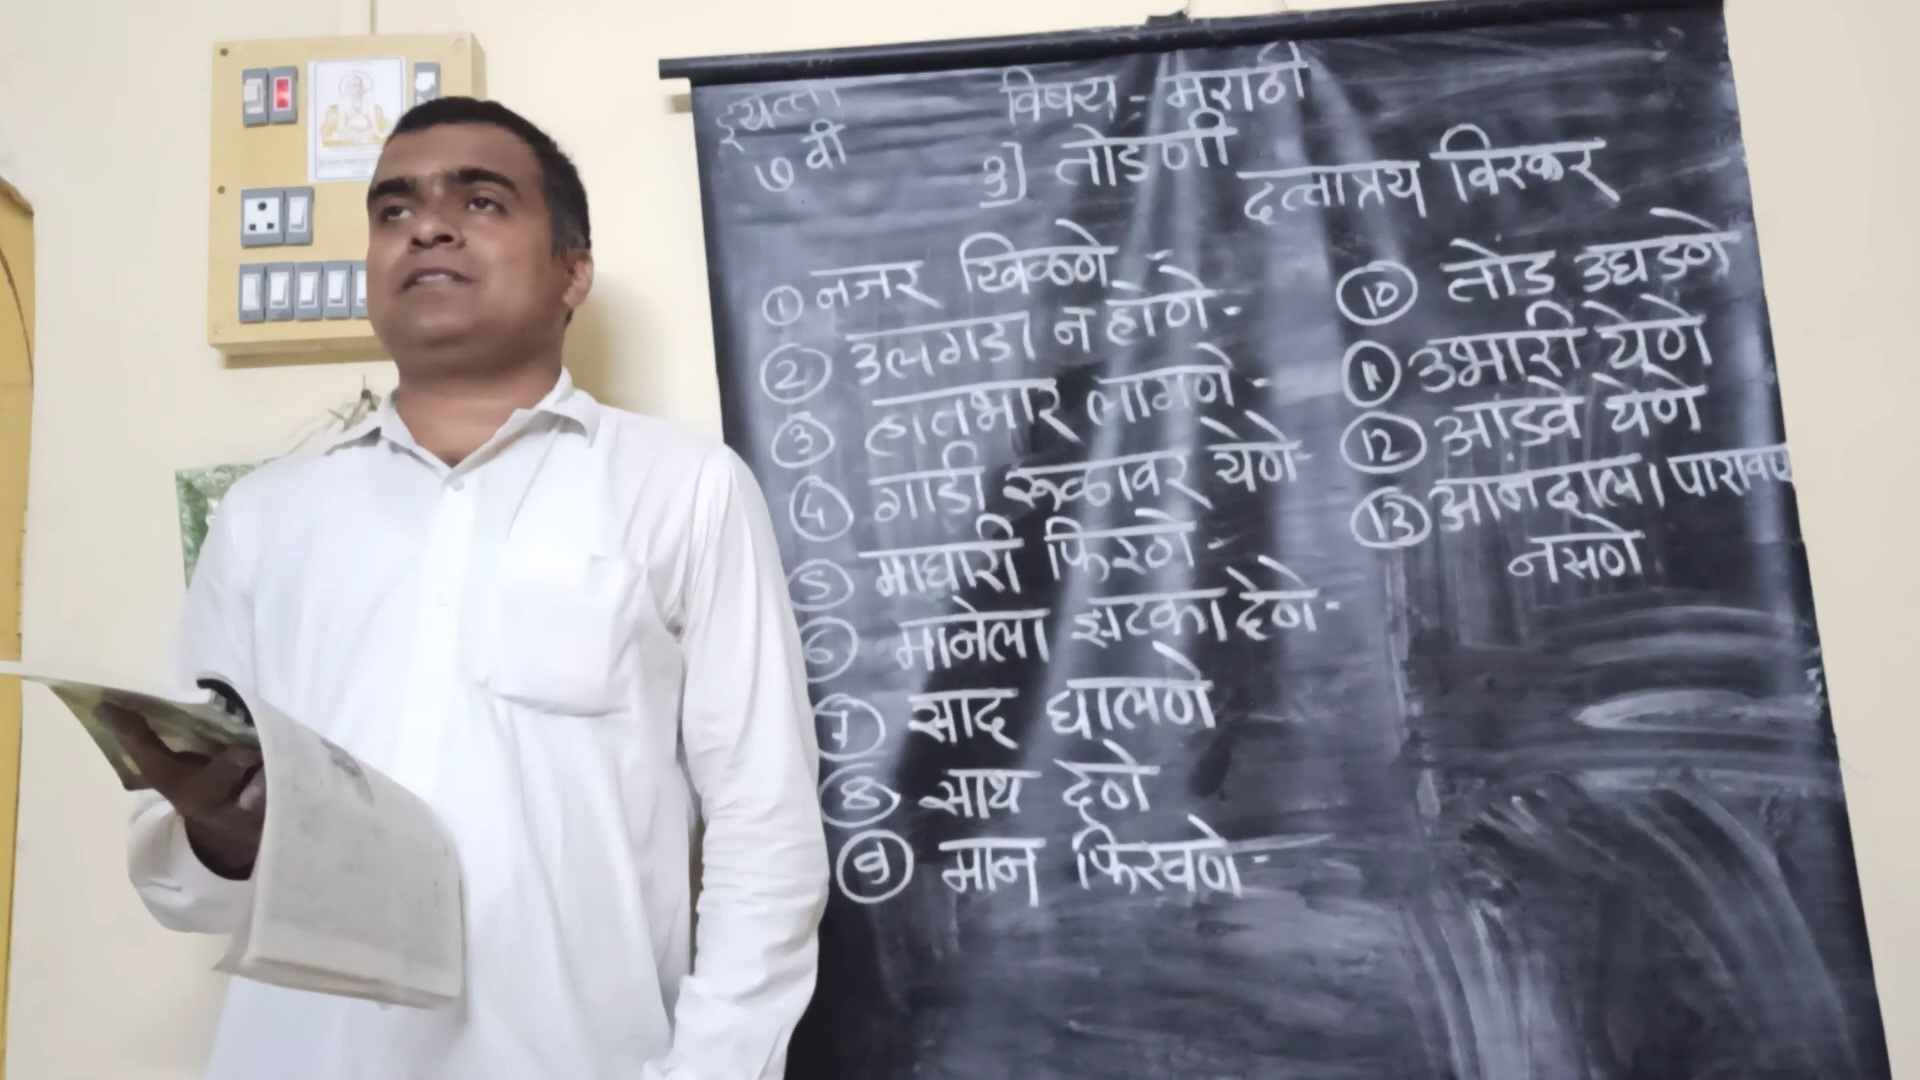 इयत्ता
७ वी
विषय - मराठी
३] तोडणी
दत्तात्रय विरकर
① नजर खिळणे -
② उलगडा न होणे -
③ हातभार लागणे -
④ गाडी रूळावर येणे -
⑤ माघारी फिरणे -
⑥ मानेला झटका देणे -
⑦ साद घालणे
⑧ साथ देणे
⑨ मान फिरवणे -
⑩ तोंड उघडणे
⑪ उभारी येणे
⑫ आडवे येणे
⑬ आनंदाला पारावार
नसणे